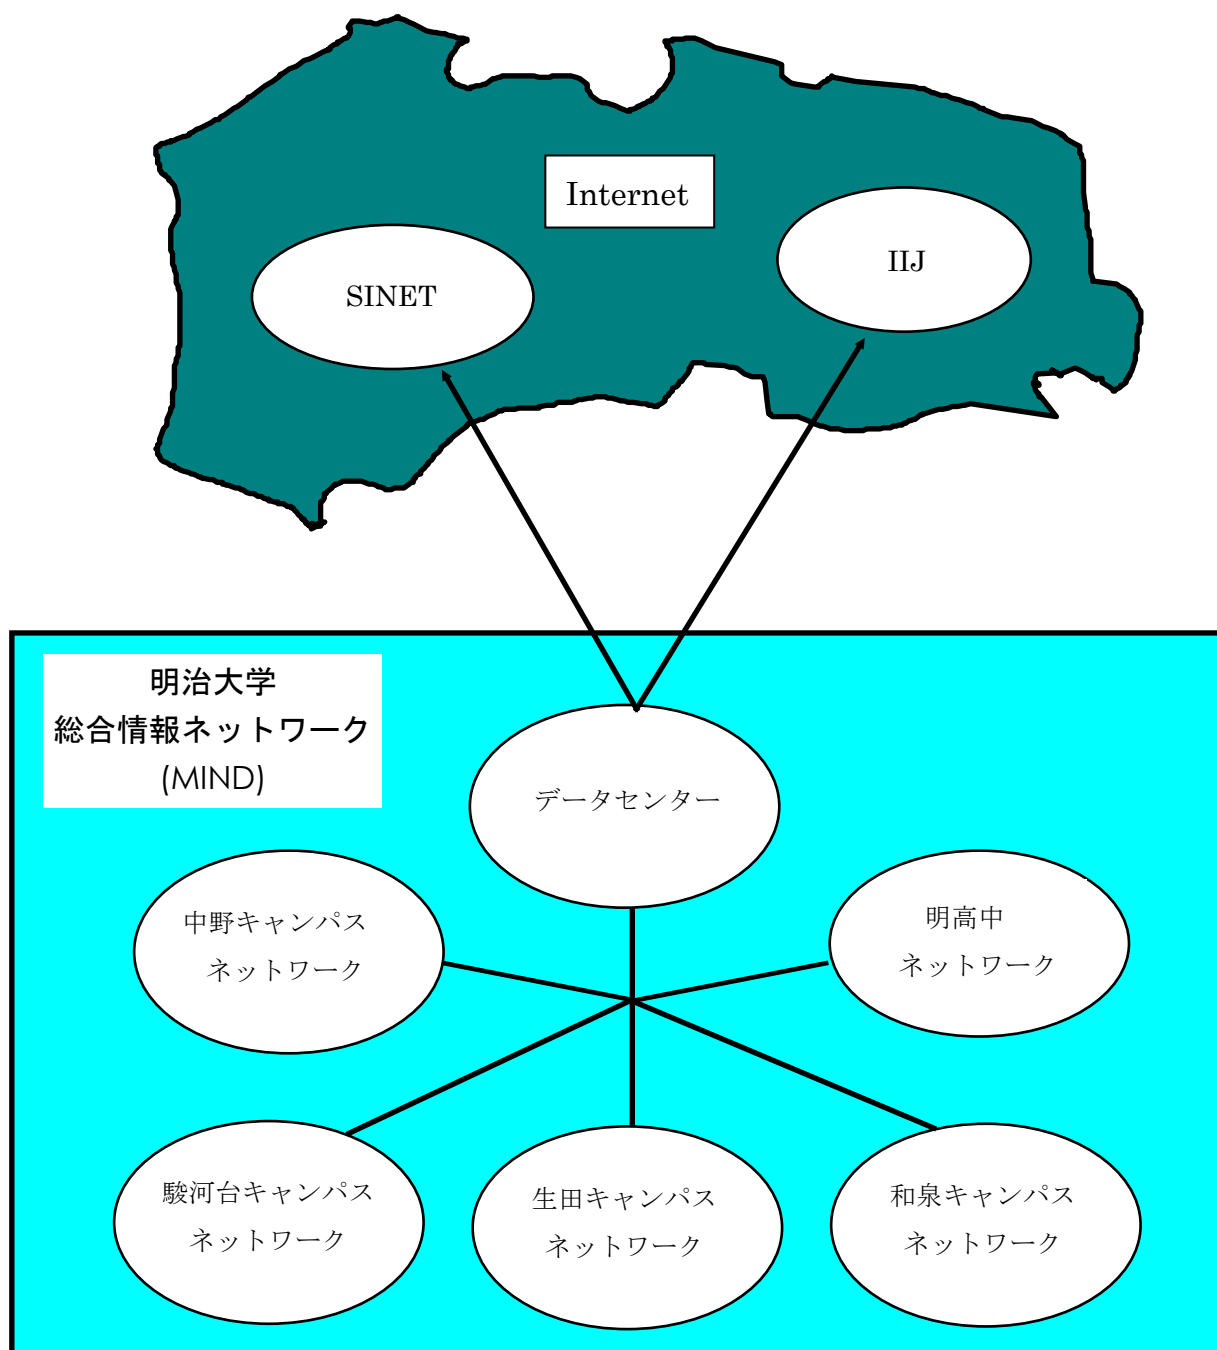 Internet
IIJ
SINET
明治大学
総合情報ネットワーク
(MIND)
データセンター
中野キャンパス
ネットワーク
明高中
ネットワーク
駿河台キャンパス
ネットワーク
生田キャンパス
ネットワーク
和泉キャンパス
ネットワーク